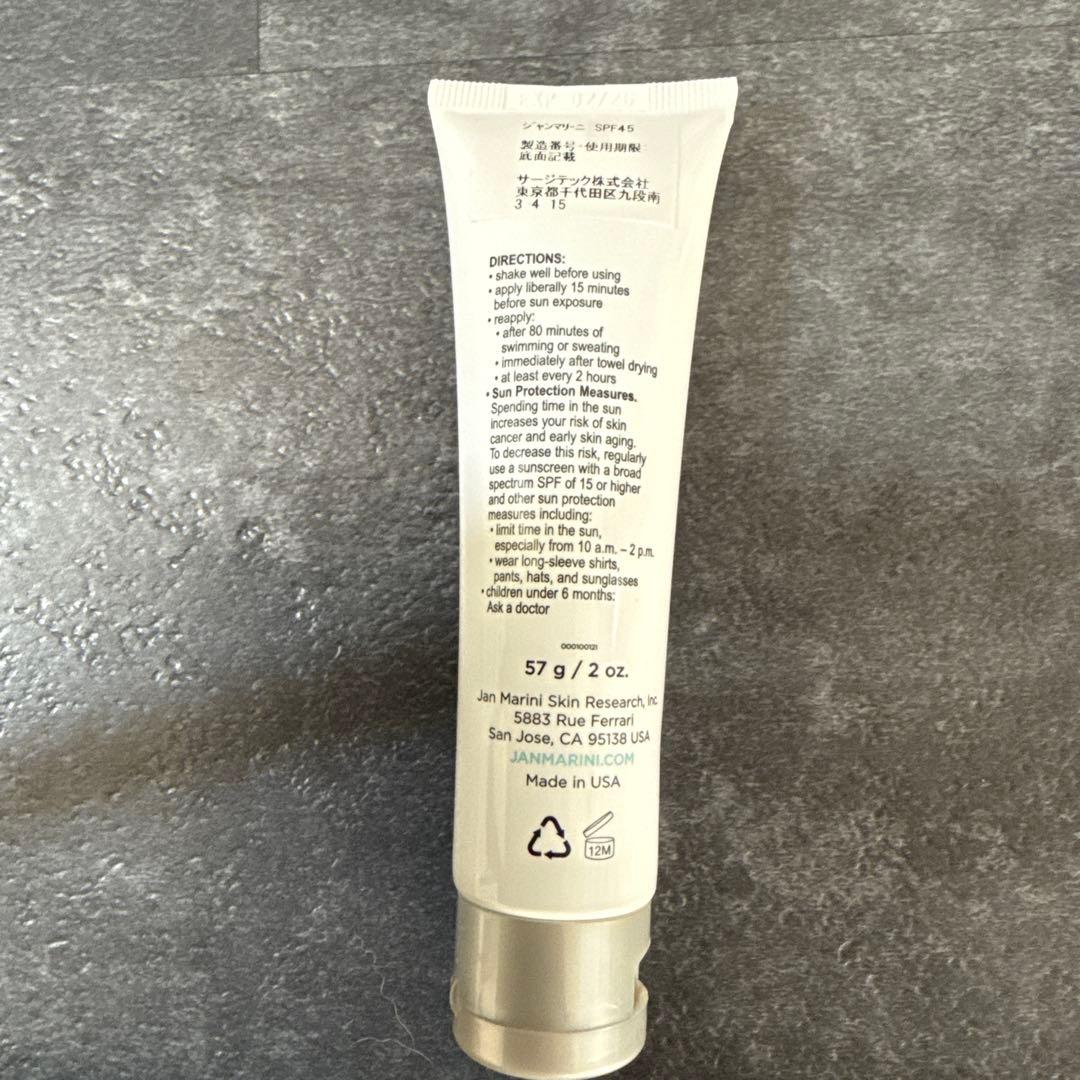 EXP 02/26
ジャンマリーニ SPF45
製造番号・使用期限:
底面記載
サージテック株式会社
東京都千代田区九段南
3 4 15
DIRECTIONS:
• shake well before using
• apply liberally 15 minutes
before sun exposure
• reapply:
• after 80 minutes of
swimming or sweating
• immediately after towel drying
• at least every 2 hours
• Sun Protection Measures.
Spending time in the sun
increases your risk of skin
cancer and early skin aging.
To decrease this risk, regularly
use a sunscreen with a broad
spectrum SPF of 15 or higher
and other sun protection
measures including:
• limit time in the sun,
especially from 10 a.m. – 2 p.m.
• wear long-sleeve shirts,
pants, hats, and sunglasses
• children under 6 months:
Ask a doctor
000100121
57 g / 2 oz.
Jan Marini Skin Research, Inc.
5883 Rue Ferrari
San Jose, CA 95138 USA
JANMARINI.COM
Made in USA
12M